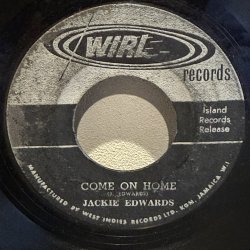 WIRL
records
Island
Records
Release
COME ON HOME
(J. EDWARDS)
JACKIE EDWARDS
MANUFACTURED BY WEST INDIES RECORDS LTD., KGN. JAMAICA W.I.